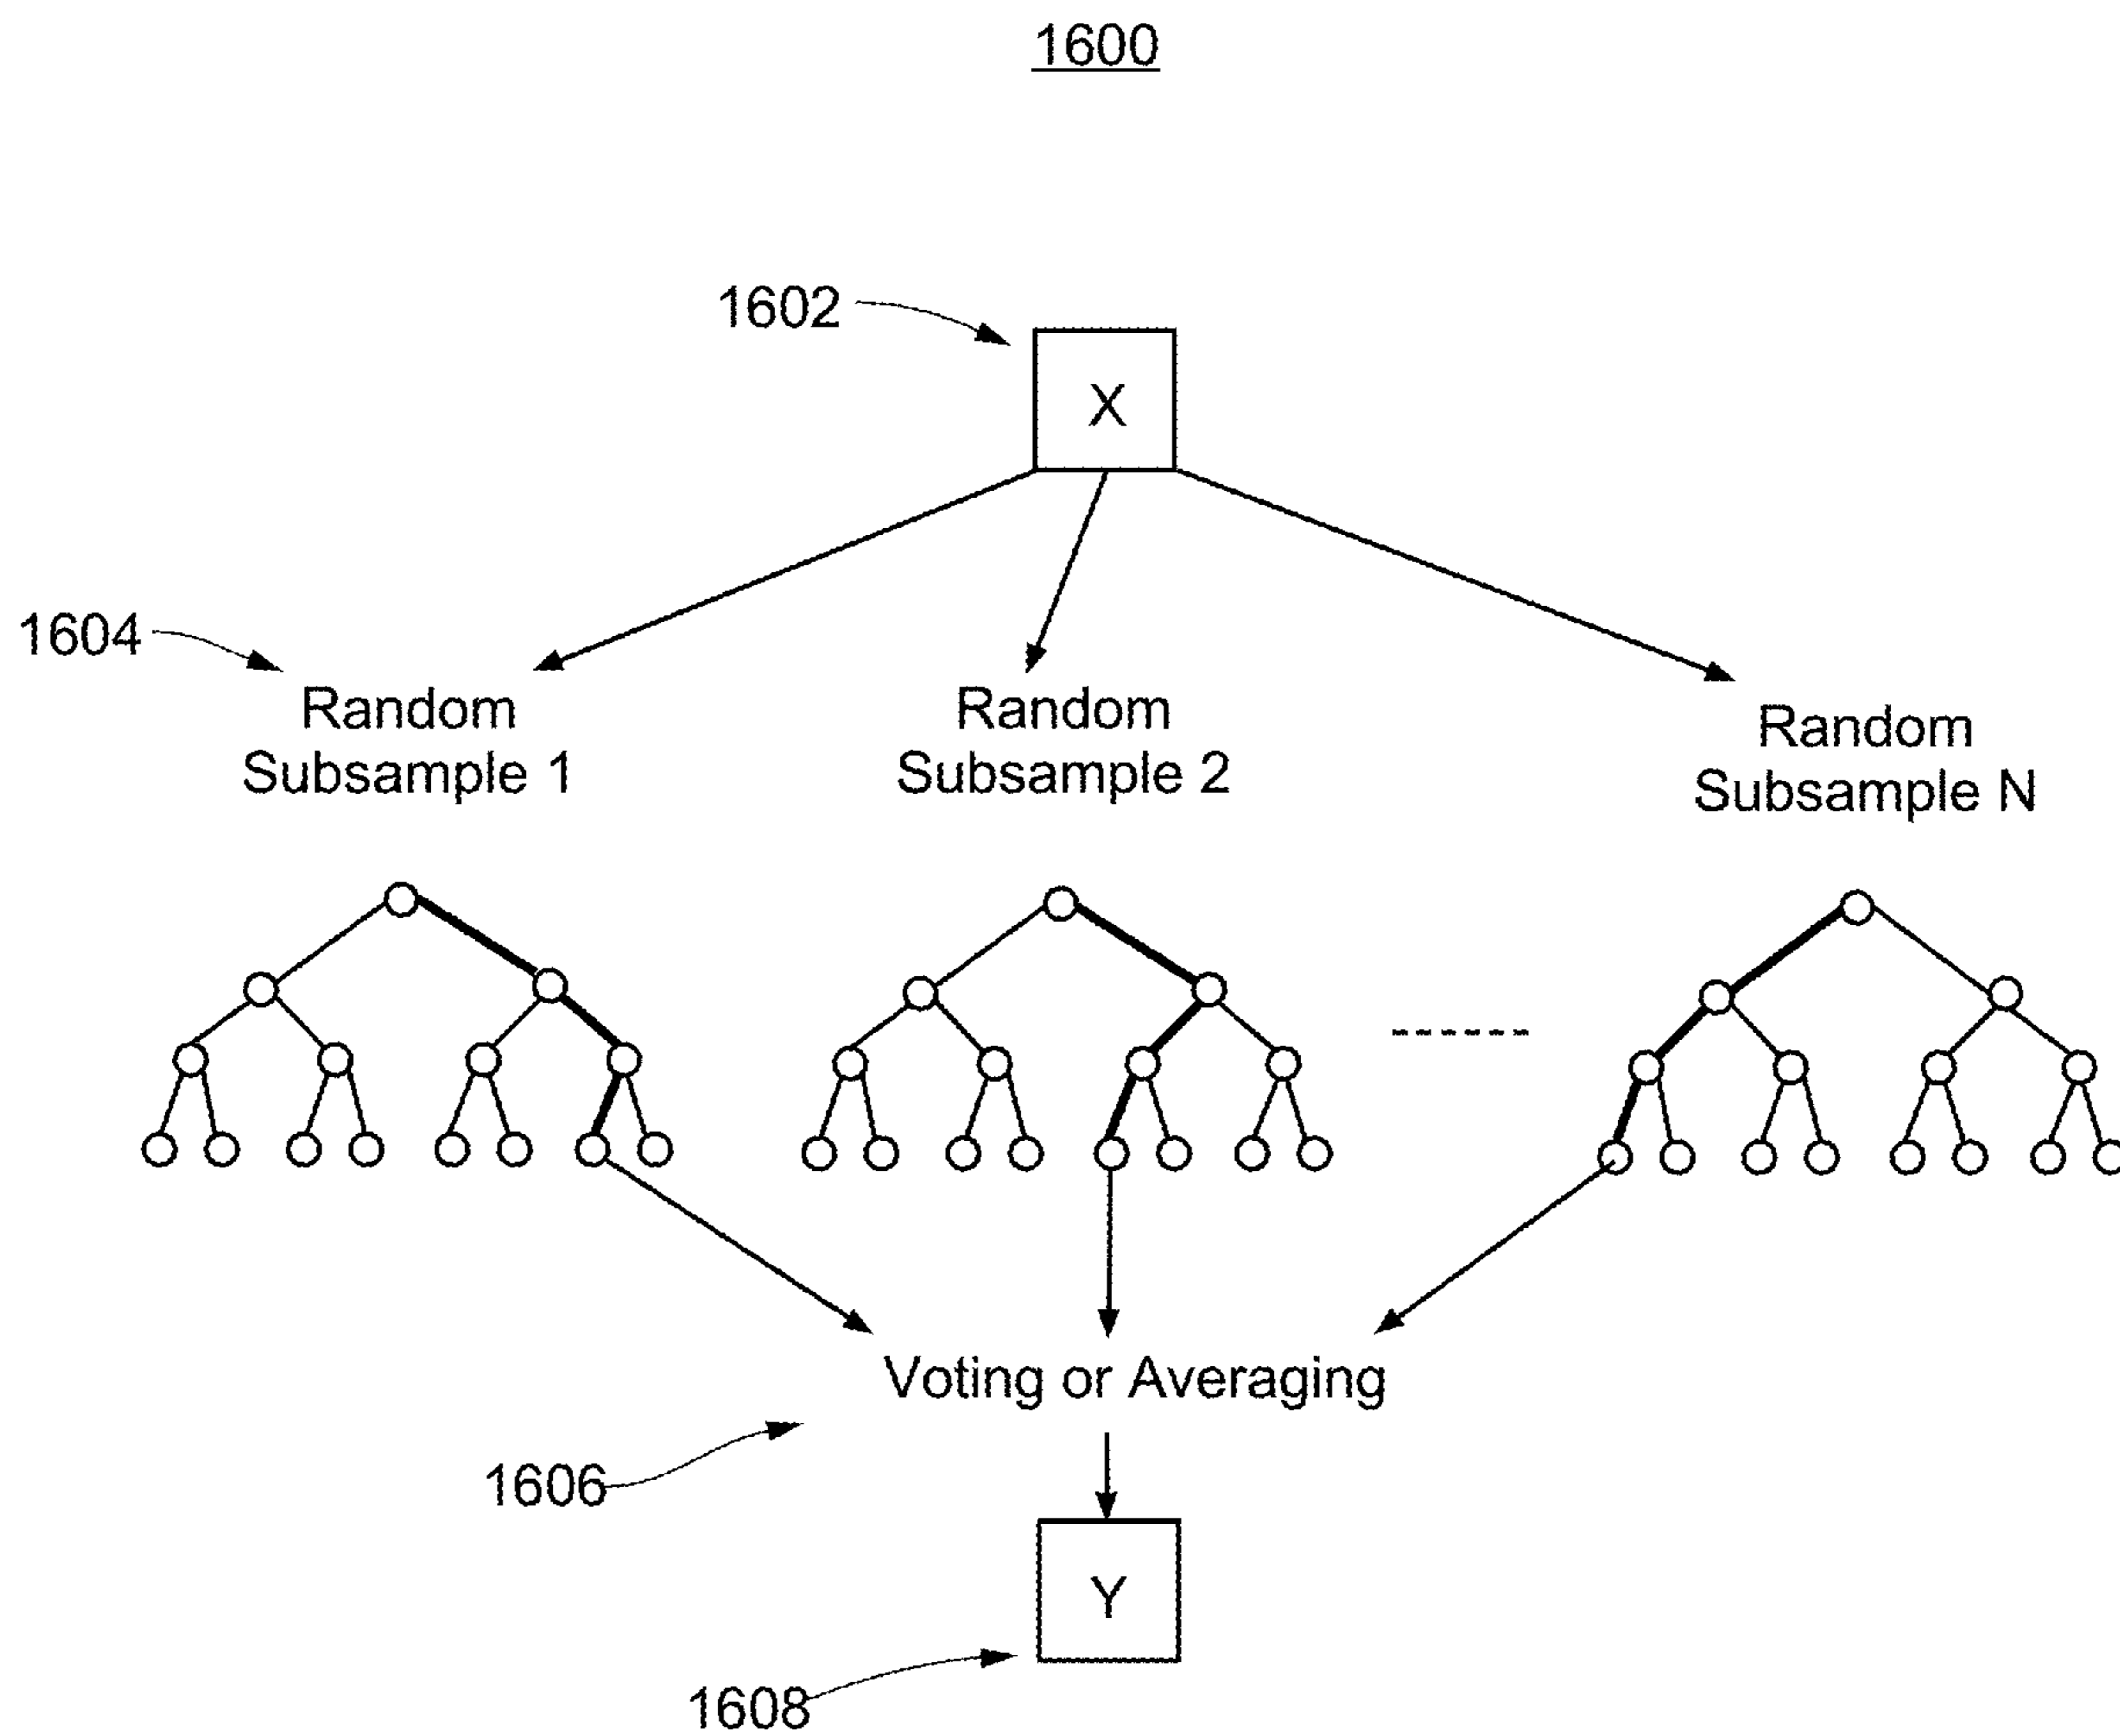 1600
1602
X
1604
Random
Subsample 1
Random
Subsample 2
Random
Subsample N
Voting or Averaging
1606
Y
1608